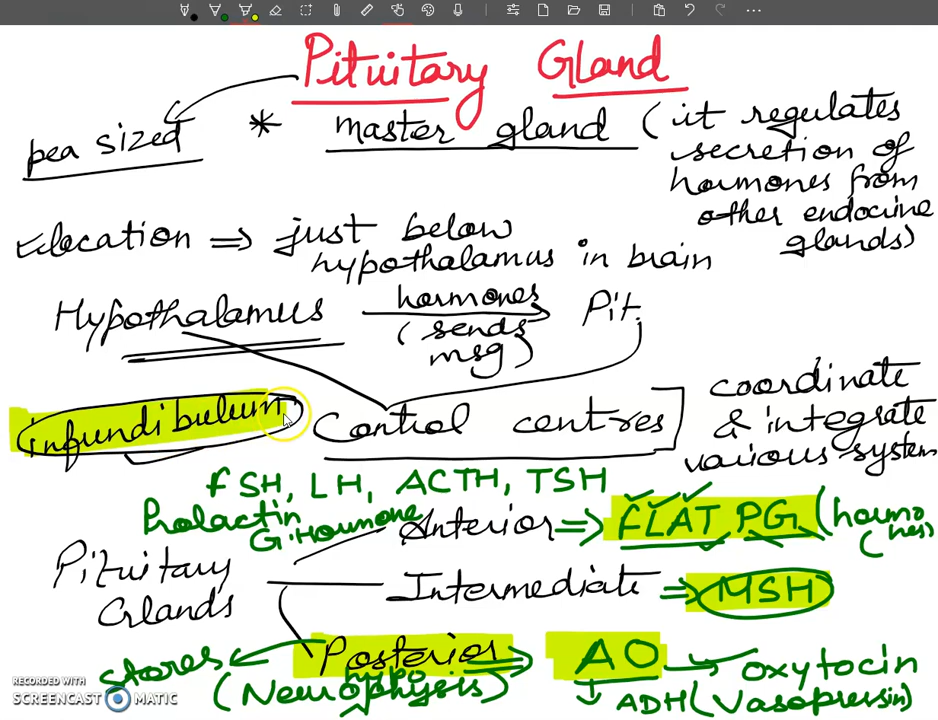 Pituitary Gland
pea sized * master gland (it regulates
secretion of
hormones from
other endocrine
glands)
location ⇒ just below
hypothalamus in brain
Hypothalamus hormones Pit.
(sends
msg)
infundibulum Control centres
coordinate
& integrate
various system
FSH, LH, ACTH, TSH
Prolactin
G.Hormone
Anterior ⇒ FLAT PG (hormo
nes)
Pituitary
Glands
Intermediate ⇒ MSH
stores Posterior ⇒ AO → oxytocin
(Neurohypophysis) ↓ ADH (Vasopressin)
RECORDED WITH
SCREENCAST MATIC